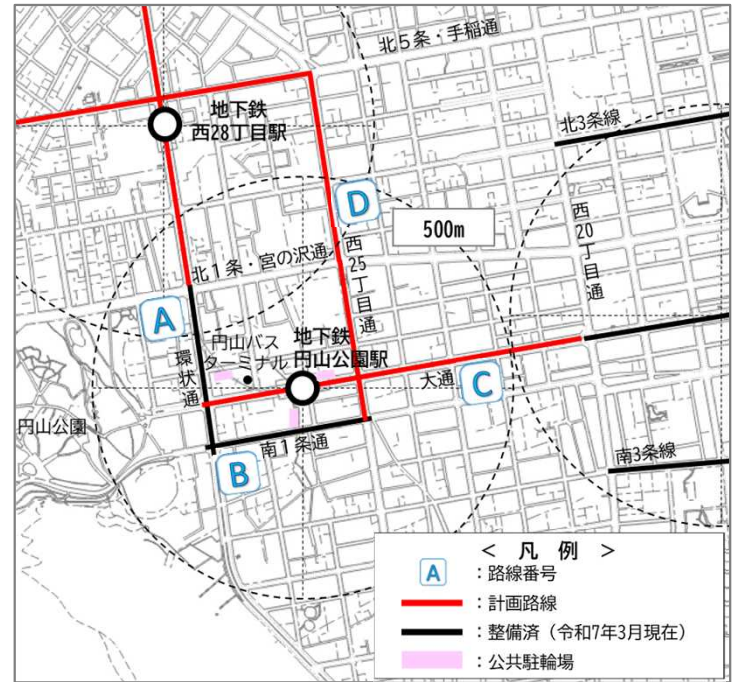 北5条・手稲通
地下鉄
西28丁目駅
北3条線
D
500m
西20丁目通
西25丁目通
北1条・宮の沢通
A
環状通
円山バス
ターミナル
地下鉄
円山公園駅
大通
C
円山公園
南1条通
B
南3条線
＜ 凡 例 ＞
A ：路線番号
：計画路線
：整備済（令和7年3月現在）
：公共駐輪場